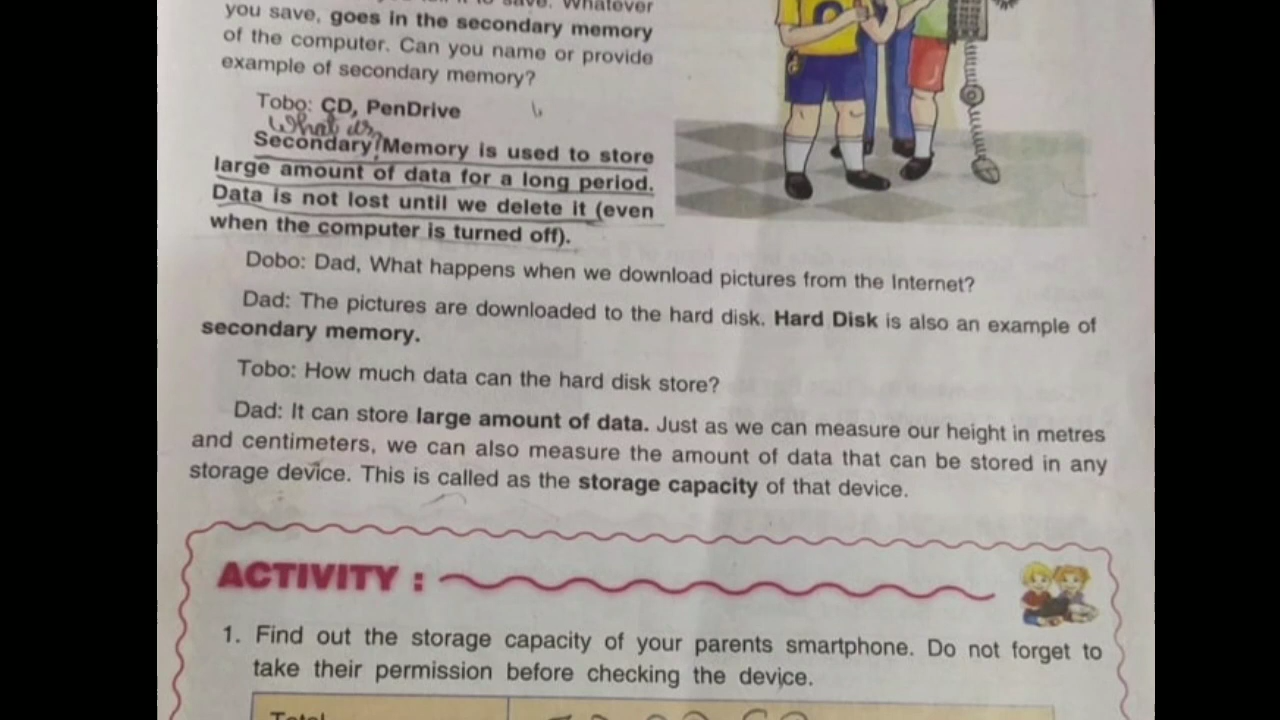 you save, goes in the secondary memory
of the computer. Can you name or provide
example of secondary memory?
Tobo: CD, PenDrive
What is
Secondary?Memory is used to store
large amount of data for a long period.
Data is not lost until we delete it (even
when the computer is turned off).
Dobo: Dad, What happens when we download pictures from the Internet?
Dad: The pictures are downloaded to the hard disk. Hard Disk is also an example of
secondary memory.
Tobo: How much data can the hard disk store?
Dad: It can store large amount of data. Just as we can measure our height in metres
and centimeters, we can also measure the amount of data that can be stored in any
storage device. This is called as the storage capacity of that device.
ACTIVITY :
1. Find out the storage capacity of your parents smartphone. Do not forget to
take their permission before checking the device.
Total